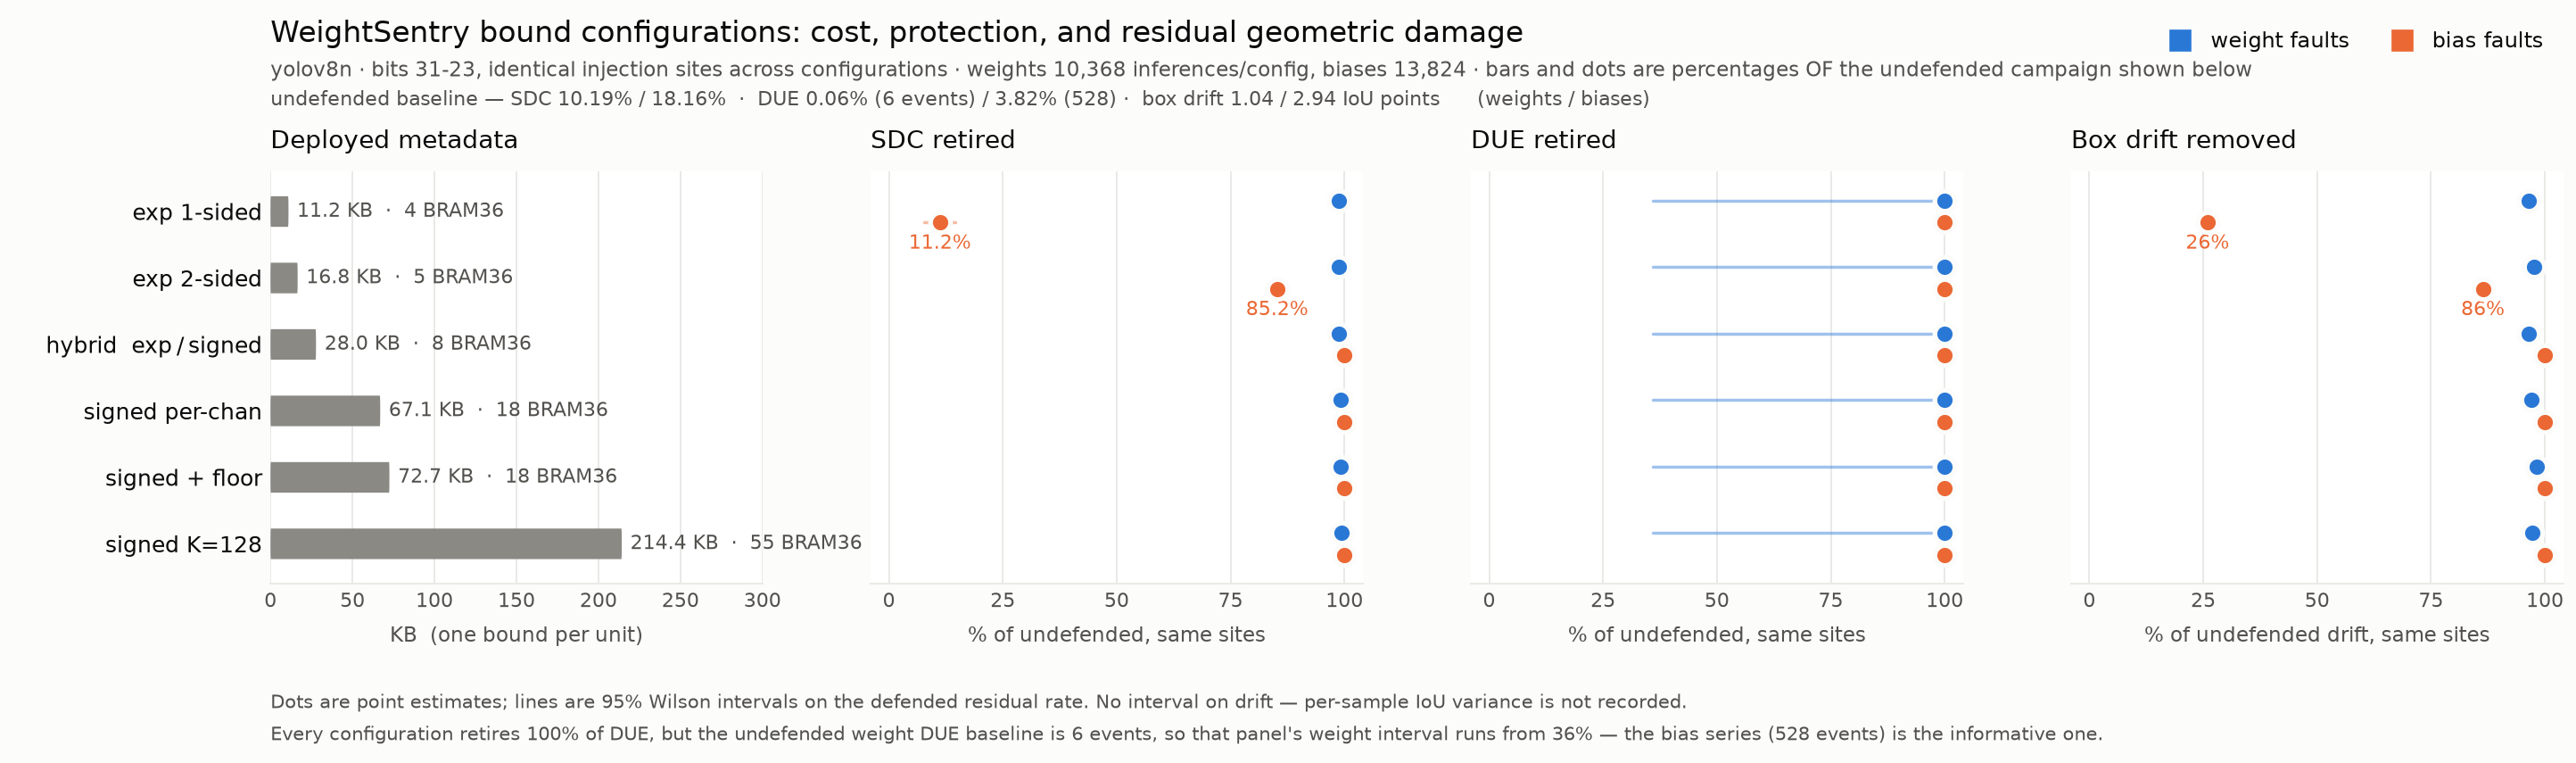 WeightSentry bound configurations: cost, protection, and residual geometric damage
weight faults
bias faults
yolov8n · bits 31-23, identical injection sites across configurations · weights 10,368 inferences/config, biases 13,824 · bars and dots are percentages OF the undefended campaign shown below
undefended baseline — SDC 10.19% / 18.16% · DUE 0.06% (6 events) / 3.82% (528) · box drift 1.04 / 2.94 IoU points (weights / biases)
Deployed metadata
exp 1-sided
11.2 KB · 4 BRAM36
exp 2-sided
16.8 KB · 5 BRAM36
hybrid exp/signed
28.0 KB · 8 BRAM36
signed per-chan
67.1 KB · 18 BRAM36
signed + floor
72.7 KB · 18 BRAM36
signed K=128
214.4 KB · 55 BRAM36
0 50 100 150 200 250 300
KB (one bound per unit)
SDC retired
11.2%
85.2%
0 25 50 75 100
% of undefended, same sites
DUE retired
0 25 50 75 100
% of undefended, same sites
Box drift removed
26%
86%
0 25 50 75 100
% of undefended drift, same sites
Dots are point estimates; lines are 95% Wilson intervals on the defended residual rate. No interval on drift — per-sample IoU variance is not recorded.
Every configuration retires 100% of DUE, but the undefended weight DUE baseline is 6 events, so that panel's weight interval runs from 36% — the bias series (528 events) is the informative one.